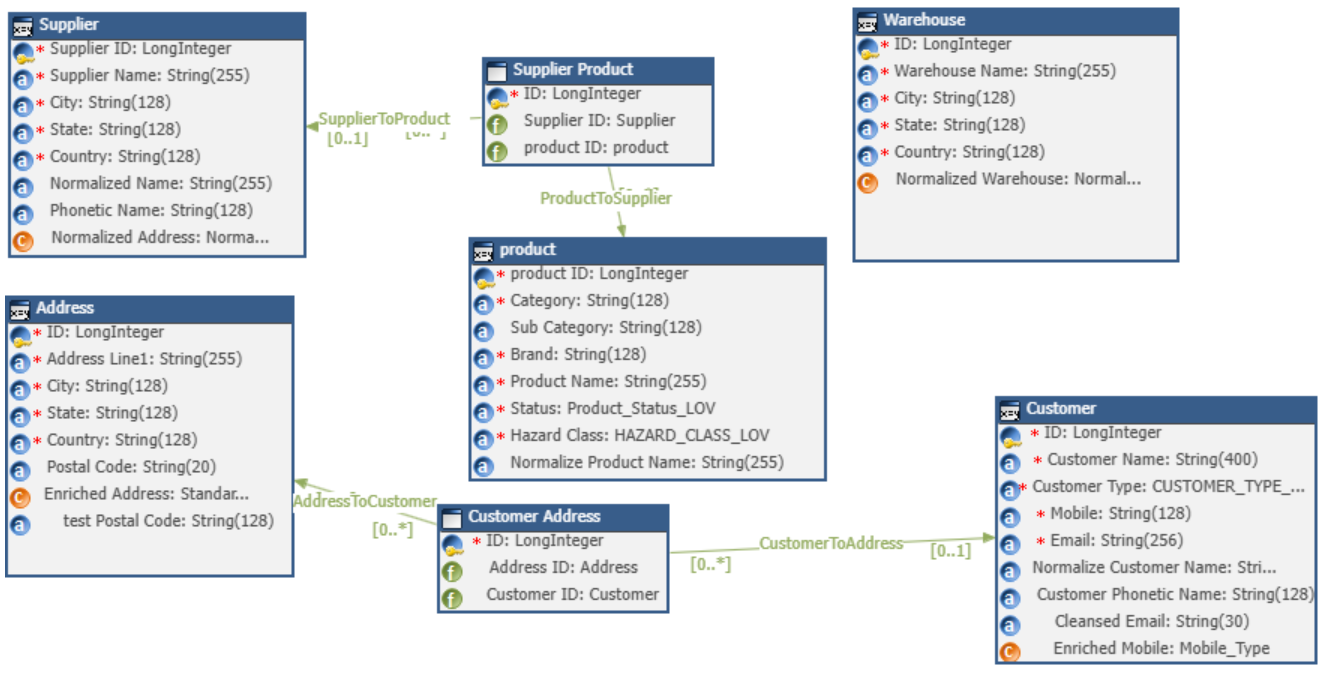 Supplier
* Supplier ID: LongInteger
* Supplier Name: String(255)
* City: String(128)
* State: String(128)
* Country: String(128)
Normalized Name: String(255)
Phonetic Name: String(128)
Normalized Address: Norma...
SupplierToProduct
[0..1]
Supplier Product
* ID: LongInteger
Supplier ID: Supplier
product ID: product
ProductToSupplier
Warehouse
* ID: LongInteger
* Warehouse Name: String(255)
* City: String(128)
* State: String(128)
* Country: String(128)
Normalized Warehouse: Normal...
product
* product ID: LongInteger
* Category: String(128)
Sub Category: String(128)
* Brand: String(128)
* Product Name: String(255)
* Status: Product_Status_LOV
* Hazard Class: HAZARD_CLASS_LOV
Normalize Product Name: String(255)
Address
* ID: LongInteger
* Address Line1: String(255)
* City: String(128)
* State: String(128)
* Country: String(128)
Postal Code: String(20)
Enriched Address: Standar...
test Postal Code: String(128)
AddressToCustomer
[0..*]
Customer Address
* ID: LongInteger
Address ID: Address
Customer ID: Customer
CustomerToAddress
[0..*]
[0..1]
Customer
* ID: LongInteger
* Customer Name: String(400)
* Customer Type: CUSTOMER_TYPE_...
* Mobile: String(128)
* Email: String(256)
Normalize Customer Name: Stri...
Customer Phonetic Name: String(128)
Cleansed Email: String(30)
Enriched Mobile: Mobile_Type